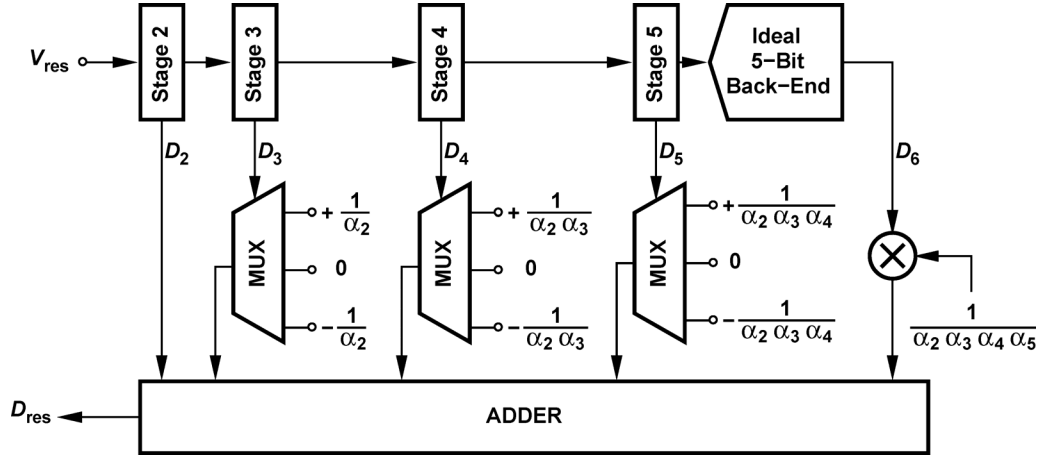 V_res
Stage 2
Stage 3
Stage 4
Stage 5
Ideal
5−Bit
Back−End
D_2
D_3
D_4
D_5
D_6
MUX
+ 1/α_2
0
− 1/α_2
MUX
+ 1/(α_2 α_3)
0
− 1/(α_2 α_3)
MUX
+ 1/(α_2 α_3 α_4)
0
− 1/(α_2 α_3 α_4)
1/(α_2 α_3 α_4 α_5)
D_res
ADDER